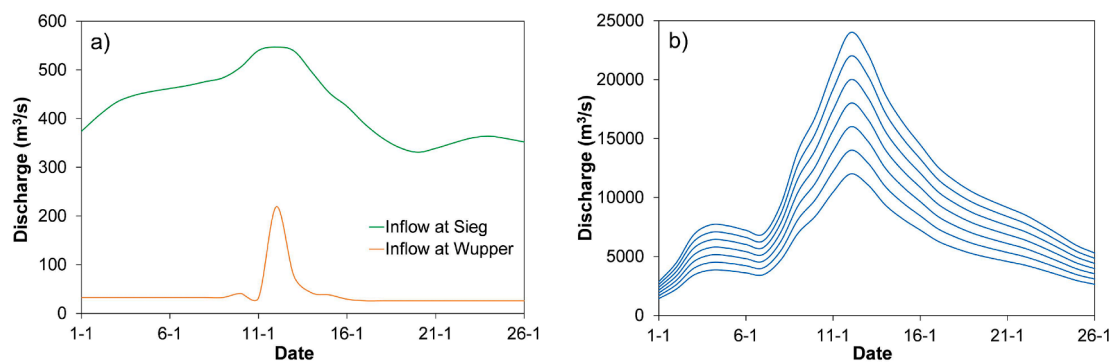 a)
Discharge (m³/s)
600
500
400
300
200
100
0
Inflow at Sieg
Inflow at Wupper
1-1 6-1 11-1 16-1 21-1 26-1
Date
b)
Discharge (m³/s)
25000
20000
15000
10000
5000
0
1-1 6-1 11-1 16-1 21-1 26-1
Date